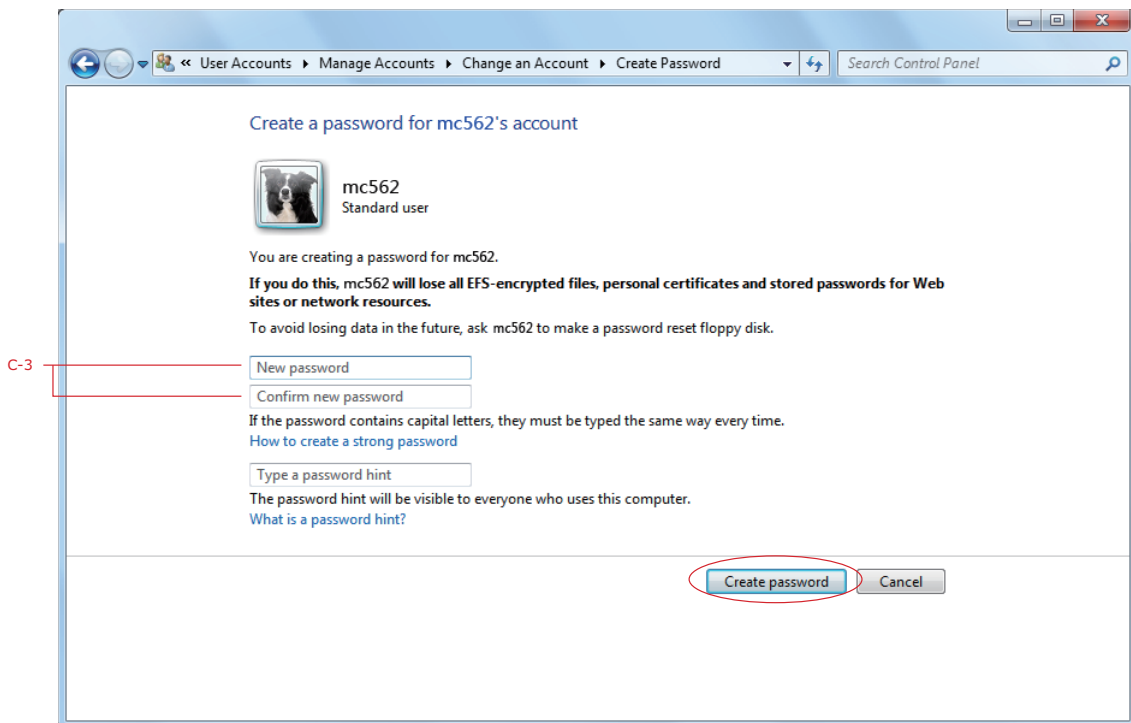 « User Accounts ▸ Manage Accounts ▸ Change an Account ▸ Create Password
Search Control Panel
Create a password for mc562's account
mc562
Standard user
You are creating a password for mc562.
If you do this, mc562 will lose all EFS-encrypted files, personal certificates and stored passwords for Web
sites or network resources.
To avoid losing data in the future, ask mc562 to make a password reset floppy disk.
C-3
New password
Confirm new password
If the password contains capital letters, they must be typed the same way every time.
How to create a strong password
Type a password hint
The password hint will be visible to everyone who uses this computer.
What is a password hint?
Create password
Cancel